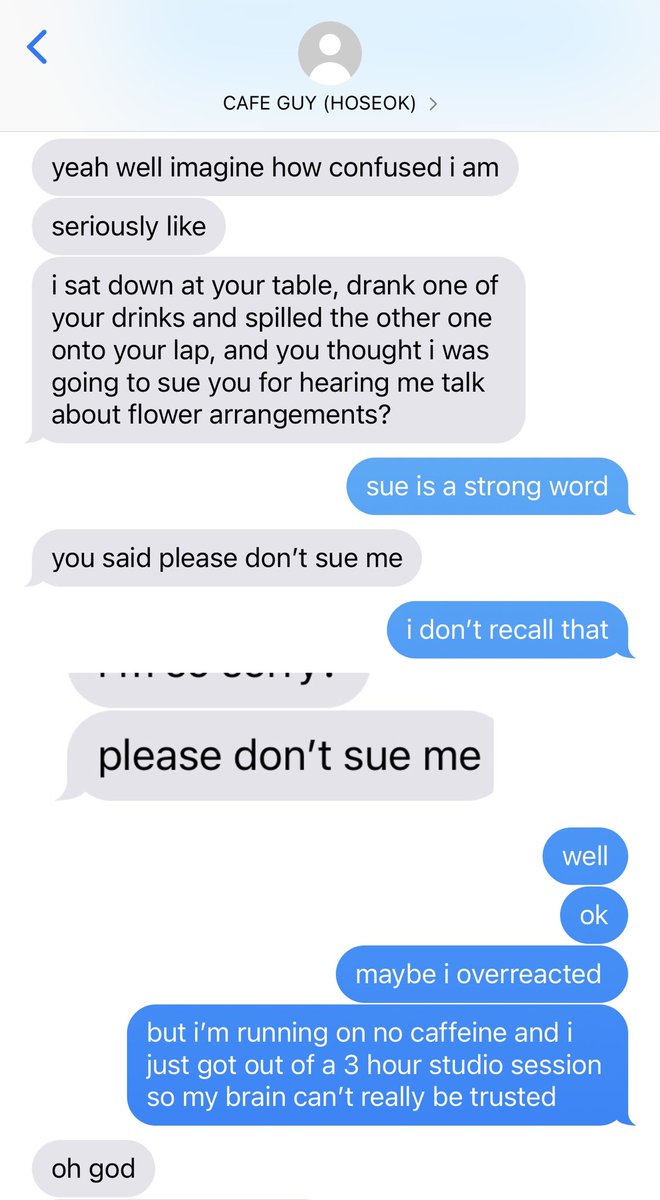 CAFE GUY (HOSEOK)
yeah well imagine how confused i am
seriously like
i sat down at your table, drank one of
your drinks and spilled the other one
onto your lap, and you thought i was
going to sue you for hearing me talk
about flower arrangements?
sue is a strong word
you said please don’t sue me
i don’t recall that
please don’t sue me
well
ok
maybe i overreacted
but i’m running on no caffeine and i
just got out of a 3 hour studio session
so my brain can’t really be trusted
oh god